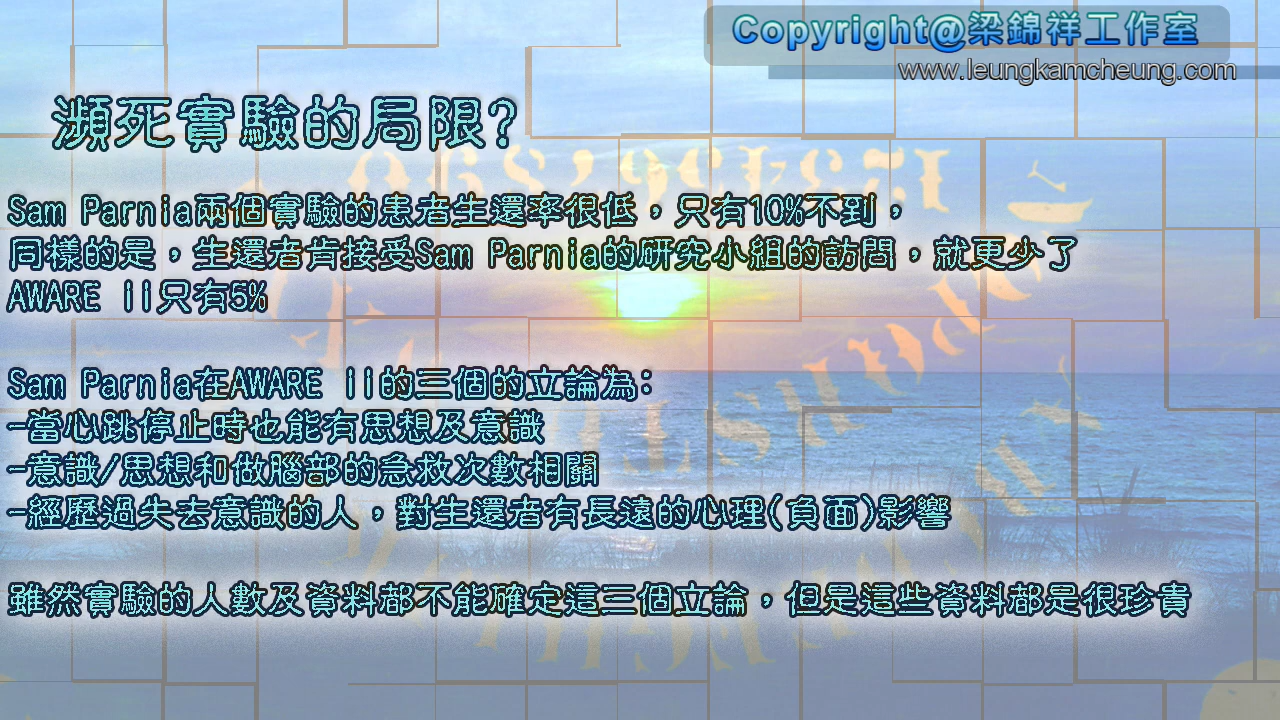 Copyright@梁錦祥工作室
www.leungkamcheung.com
瀕死實驗的局限?
Sam Parnia兩個實驗的患者生還率很低，只有10%不到，
同樣的是，生還者肯接受Sam Parnia的研究小組的訪問，就更少了
AWARE ii只有5%
Sam Parnia在AWARE ii的三個的立論為:
-當心跳停止時也能有思想及意識
-意識/思想和做腦部的急救次數相關
-經歷過失去意識的人，對生還者有長遠的心理(負面)影響
雖然實驗的人數及資料都不能確定這三個立論，但是這些資料都是很珍貴